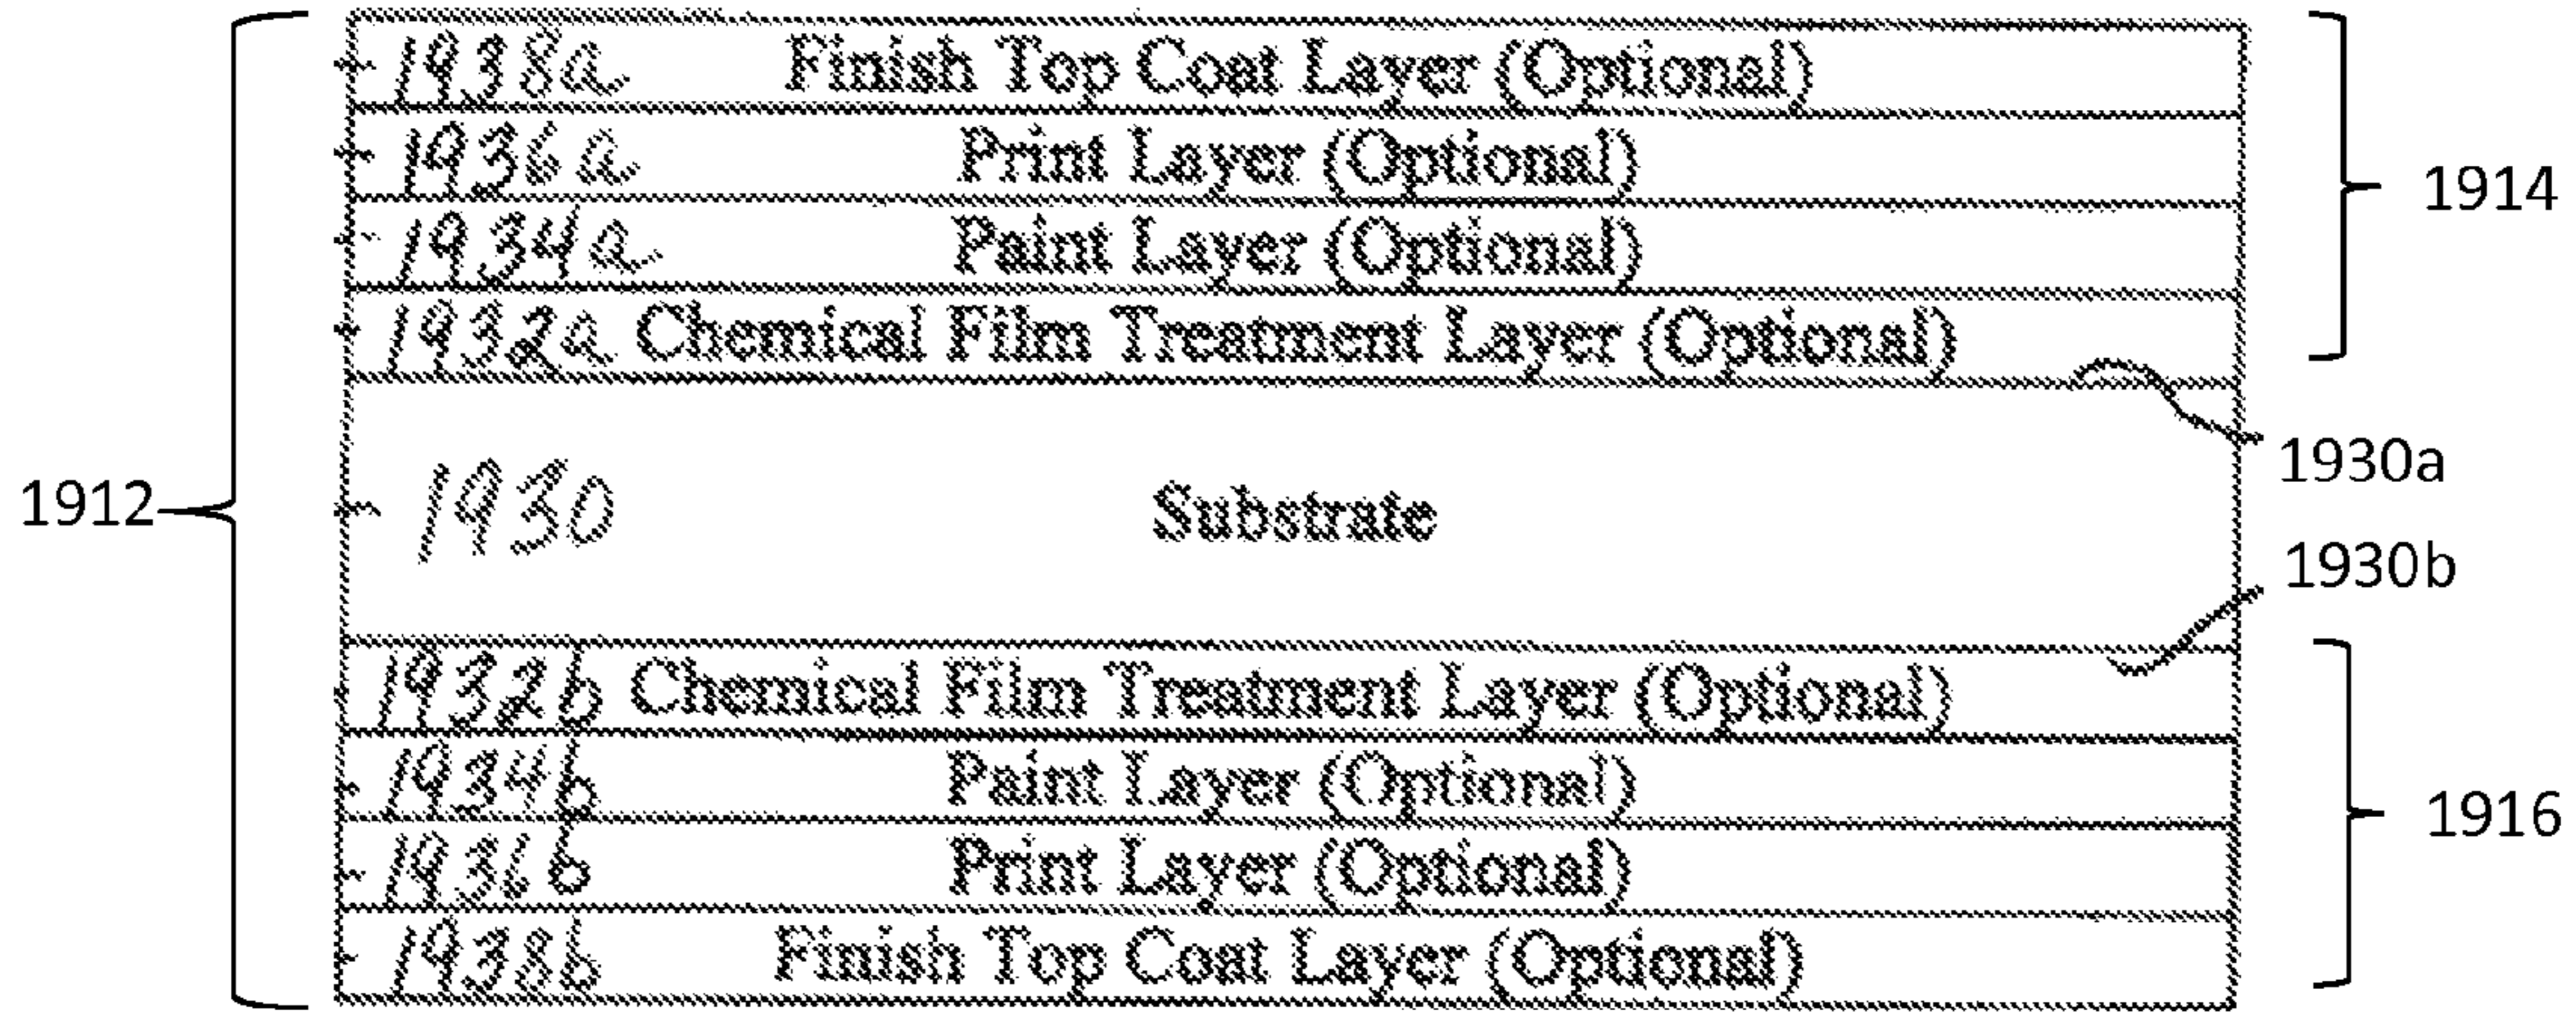 1938a Finish Top Coat Layer (Optional)
1936a Print Layer (Optional)
1914
1934a Paint Layer (Optional)
1932a Chemical Film Treatment Layer (Optional)
1930a
1912
1930 Substrate
1930b
1932b Chemical Film Treatment Layer (Optional)
1934b Paint Layer (Optional)
1916
1936b Print Layer (Optional)
1938b Finish Top Coat Layer (Optional)